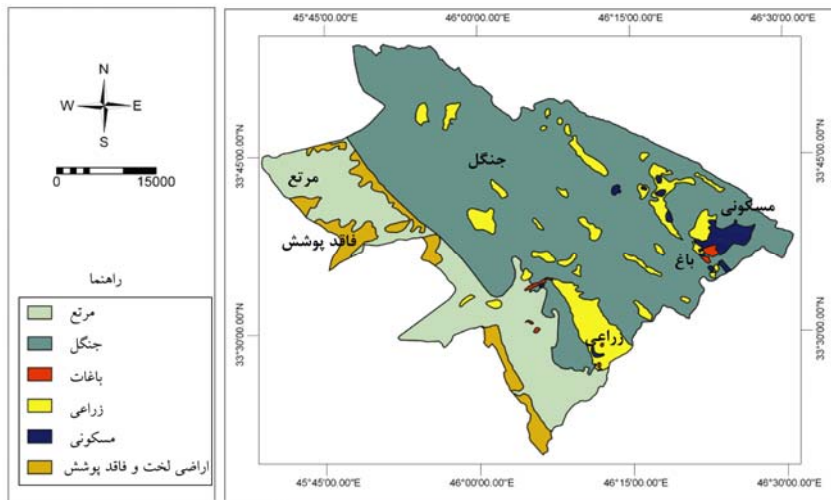 45°45'00.00"E 46°00'00.00"E 46°15'00.00"E 46°30'00.00"E
N
W E
S
0 15000
33°45'00.00"N
33°45'00.00"N
33°30'00.00"N
33°30'00.00"N
جنگل
مرتع
مسکونی
فاقد پوشش
باغ
زراعی
راهنما
مرتع
جنگل
باغات
زراعی
مسکونی
اراضی لخت و فاقد پوشش
45°45'00.00"E 46°00'00.00"E 46°15'00.00"E 46°30'00.00"E